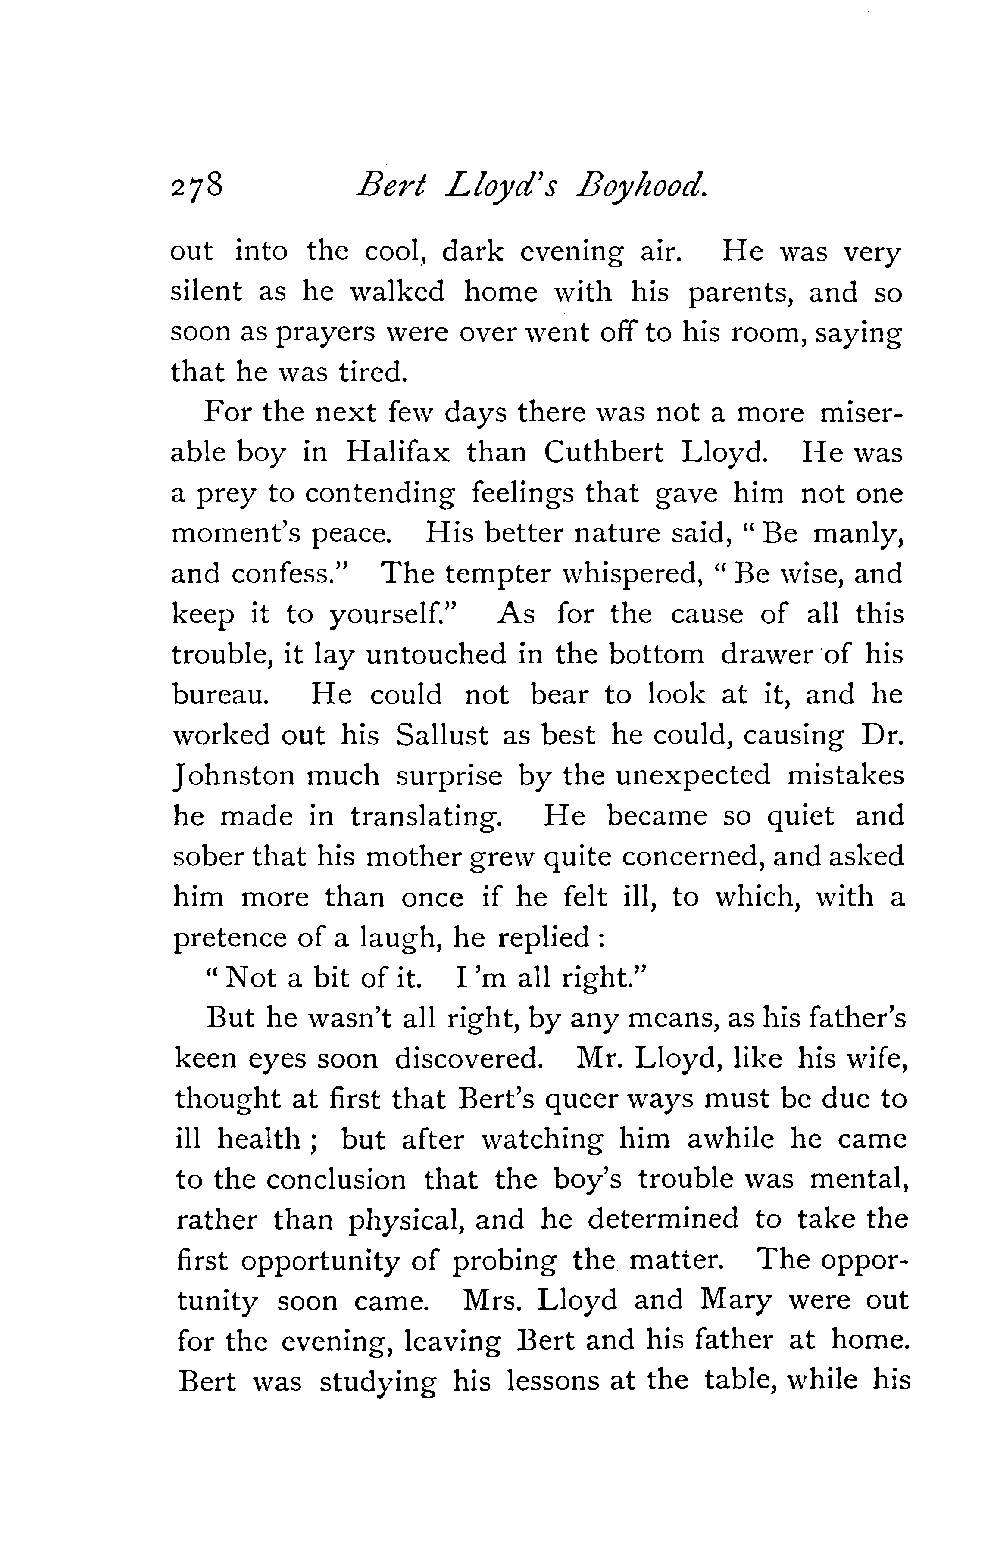 278 Bert Lloyd's Boyhood.
out into the cool, dark evening air. He was very
silent as he walked home with his parents, and so
soon as prayers were over went off to his room, saying
that he was tired.
For the next few days there was not a more miser-
able boy in Halifax than Cuthbert Lloyd. He was
a prey to contending feelings that gave him not one
moment's peace. His better nature said, "Be manly,
and confess." The tempter whispered, "Be wise, and
keep it to yourself." As for the cause of all this
trouble, it lay untouched in the bottom drawer of his
bureau. He could not bear to look at it, and he
worked out his Sallust as best he could, causing Dr.
Johnston much surprise by the unexpected mistakes
he made in translating. He became so quiet and
sober that his mother grew quite concerned, and asked
him more than once if he felt ill, to which, with a
pretence of a laugh, he replied :
"Not a bit of it. I'm all right."
But he wasn't all right, by any means, as his father's
keen eyes soon discovered. Mr. Lloyd, like his wife,
thought at first that Bert's queer ways must be due to
ill health ; but after watching him awhile he came
to the conclusion that the boy's trouble was mental,
rather than physical, and he determined to take the
first opportunity of probing the matter. The oppor-
tunity soon came. Mrs. Lloyd and Mary were out
for the evening, leaving Bert and his father at home.
Bert was studying his lessons at the table, while his